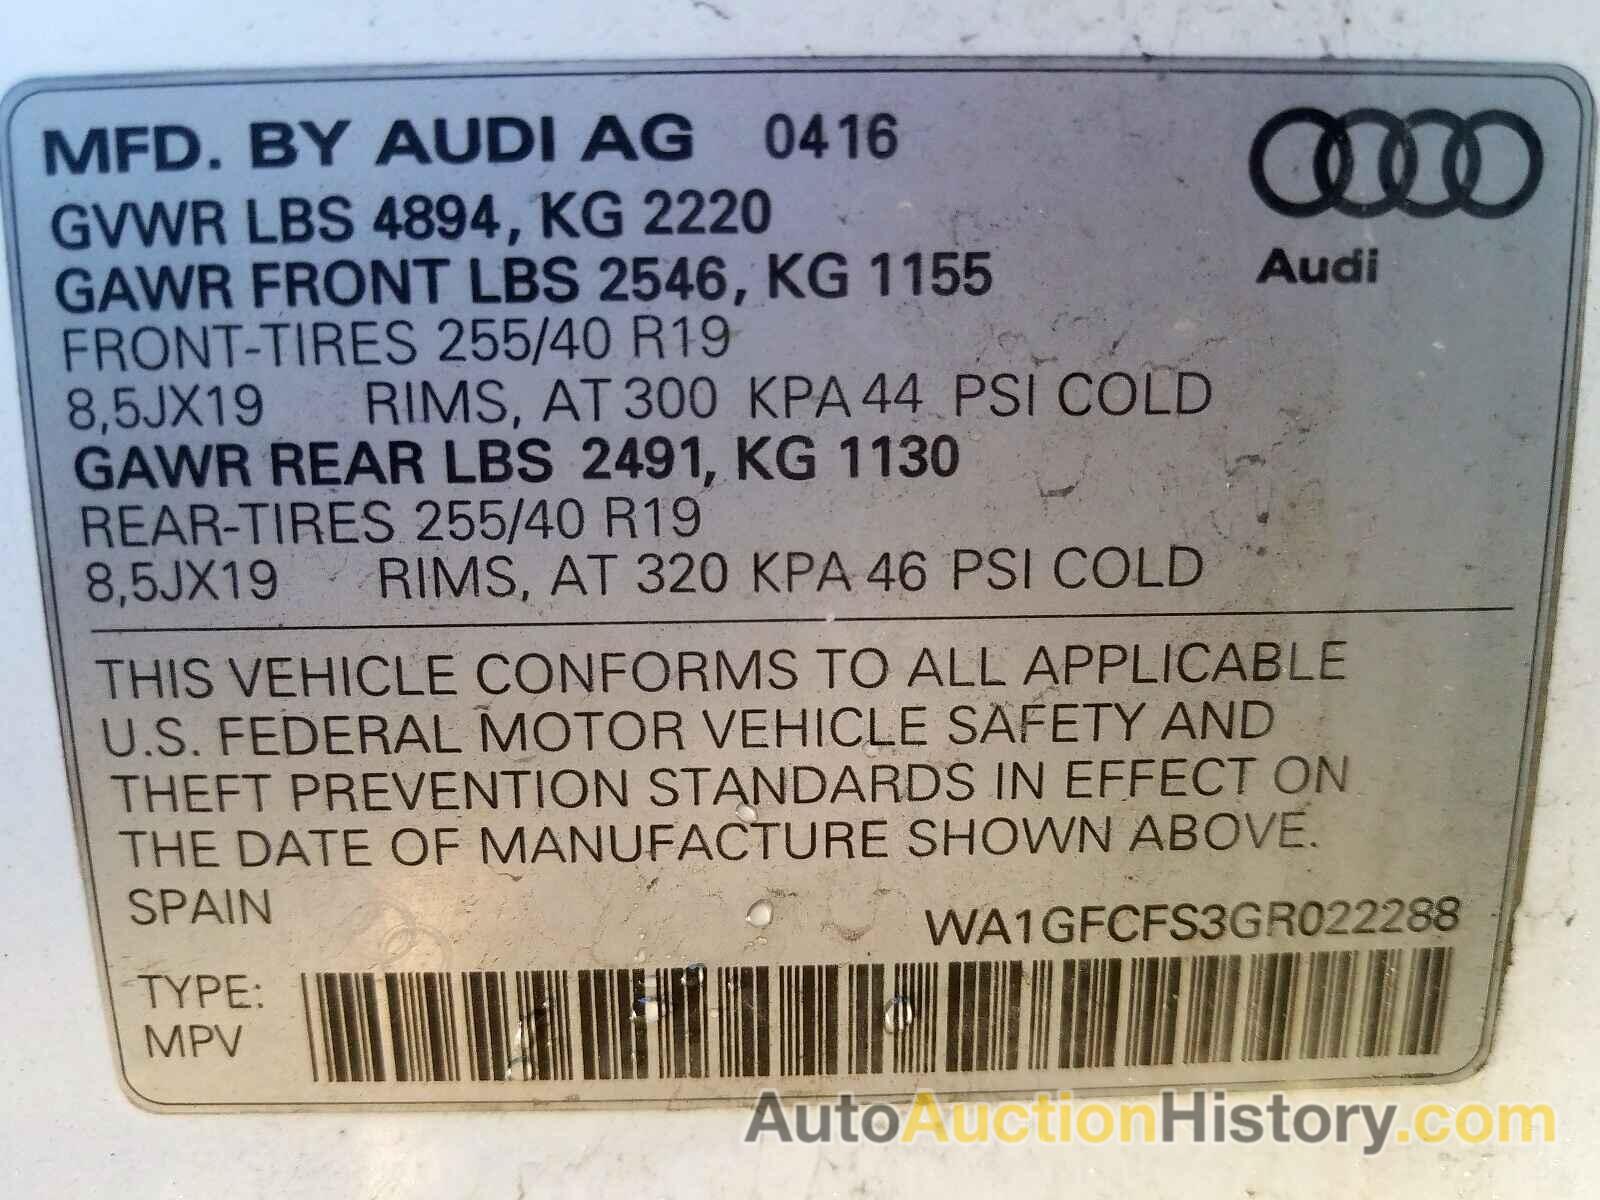 MFD. BY AUDI AG 0416
GVWR LBS 4894, KG 2220
GAWR FRONT LBS 2546, KG 1155
Audi
FRONT-TIRES 255/40 R19
8,5JX19 RIMS, AT 300 KPA 44 PSI COLD
GAWR REAR LBS 2491, KG 1130
REAR-TIRES 255/40 R19
8,5JX19 RIMS, AT 320 KPA 46 PSI COLD
THIS VEHICLE CONFORMS TO ALL APPLICABLE
U.S. FEDERAL MOTOR VEHICLE SAFETY AND
THEFT PREVENTION STANDARDS IN EFFECT ON
THE DATE OF MANUFACTURE SHOWN ABOVE.
SPAIN
WA1GFCFS3GR022288
TYPE:
MPV
AutoAuctionHistory.com